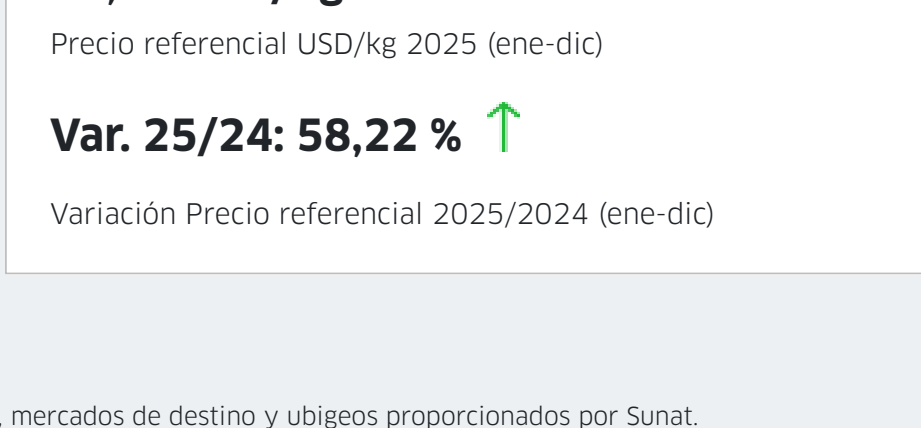 Precio referencial USD/kg 2025 (ene-dic)
Var. 25/24: 58,22 %
Variación Precio referencial 2025/2024 (ene-dic)
, mercados de destino y ubigeos proporcionados por Sunat.